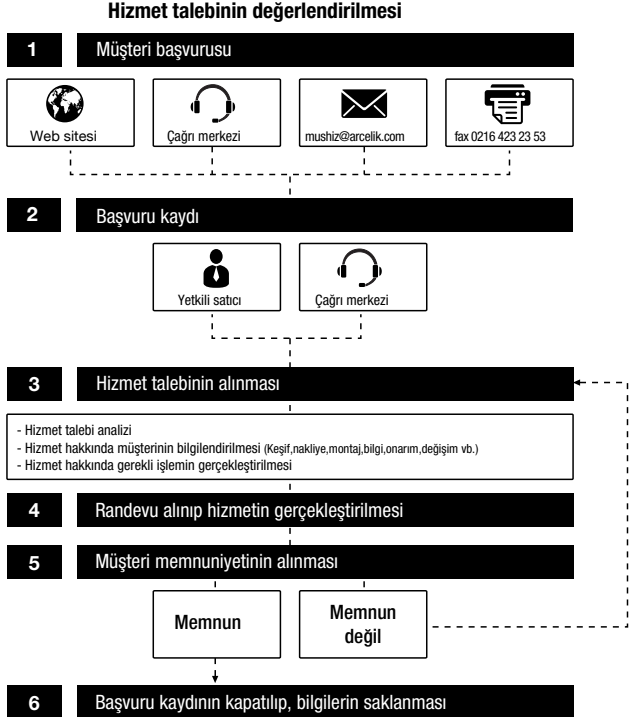 Hizmet talebinin değerlendirilmesi
1 Müşteri başvurusu
Web sitesi
Çağrı merkezi
mushiz@arcelik.com
fax 0216 423 23 53
2 Başvuru kaydı
Yetkili satıcı
Çağrı merkezi
3 Hizmet talebinin alınması
- Hizmet talebi analizi
- Hizmet hakkında müşterinin bilgilendirilmesi (Keşif,nakliye,montaj,bilgi,onarım,değişim vb.)
- Hizmet hakkında gerekli işlemin gerçekleştirilmesi
4 Randevu alınıp hizmetin gerçekleştirilmesi
5 Müşteri memnuniyetinin alınması
Memnun
Memnun
değil
6 Başvuru kaydının kapatılıp, bilgilerin saklanması